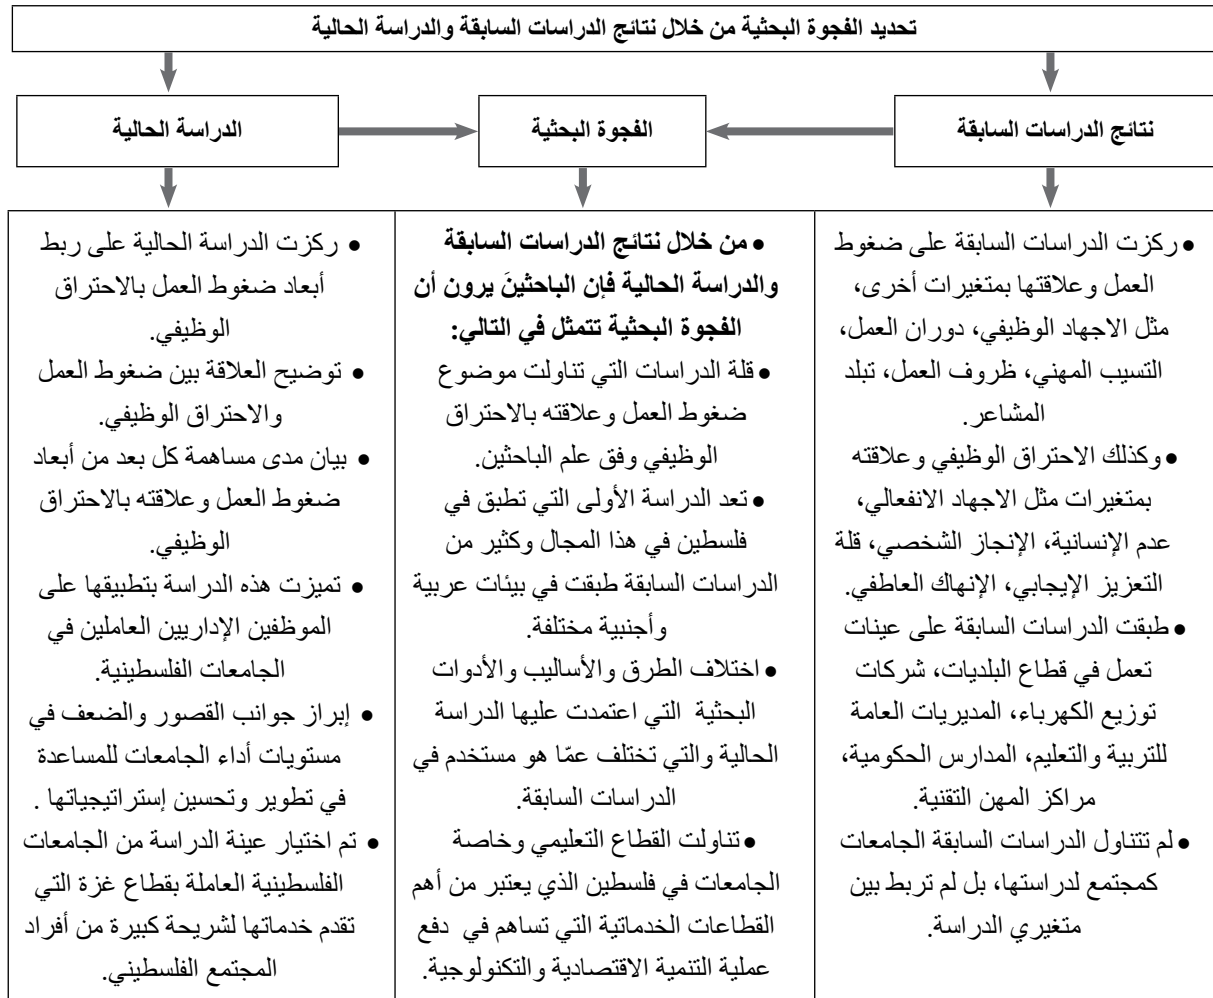 تحديد الفجوة البحثية من خلال نتائج الدراسات السابقة والدراسة الحالية
نتائج الدراسات السابقة
الفجوة البحثية
الدراسة الحالية
• ركزت الدراسات السابقة على ضغوط
العمل وعلاقتها بمتغيرات أخرى،
مثل الاجهاد الوظيفي، دوران العمل،
التسيب المهني، ظروف العمل، تبلد
المشاعر.
• وكذلك الاحتراق الوظيفي وعلاقته
بمتغيرات مثل الاجهاد الانفعالي،
عدم الإنسانية، الإنجاز الشخصي، قلة
التعزيز الإيجابي، الإنهاك العاطفي.
• طبقت الدراسات السابقة على عينات
تعمل في قطاع البلديات، شركات
توزيع الكهرباء، المديريات العامة
للتربية والتعليم، المدارس الحكومية،
مراكز المهن التقنية.
• لم تتناول الدراسات السابقة الجامعات
كمجتمع لدراستها، بل لم تربط بين
متغيري الدراسة.
• من خلال نتائج الدراسات السابقة
والدراسة الحالية فإن الباحثينَ يرون أن
الفجوة البحثية تتمثل في التالي:
• قلة الدراسات التي تناولت موضوع
ضغوط العمل وعلاقته بالاحتراق
الوظيفي وفق علم الباحثين.
• تعد الدراسة الأولى التي تطبق في
فلسطين في هذا المجال وكثير من
الدراسات السابقة طبقت في بيئات عربية
وأجنبية مختلفة.
• اختلاف الطرق والأساليب والأدوات
البحثية التي اعتمدت عليها الدراسة
الحالية والتي تختلف عمّا هو مستخدم في
الدراسات السابقة.
• تناولت القطاع التعليمي وخاصة
الجامعات في فلسطين الذي يعتبر من أهم
القطاعات الخدماتية التي تساهم في دفع
عملية التنمية الاقتصادية والتكنولوجية.
• ركزت الدراسة الحالية على ربط
أبعاد ضغوط العمل بالاحتراق
الوظيفي.
• توضيح العلاقة بين ضغوط العمل
والاحتراق الوظيفي.
• بيان مدى مساهمة كل بعد من أبعاد
ضغوط العمل وعلاقته بالاحتراق
الوظيفي.
• تميزت هذه الدراسة بتطبيقها على
الموظفين الإداريين العاملين في
الجامعات الفلسطينية.
• إبراز جوانب القصور والضعف في
مستويات أداء الجامعات للمساعدة
في تطوير وتحسين إستراتيجياتها .
• تم اختيار عينة الدراسة من الجامعات
الفلسطينية العاملة بقطاع غزة التي
تقدم خدماتها لشريحة كبيرة من أفراد
المجتمع الفلسطيني.